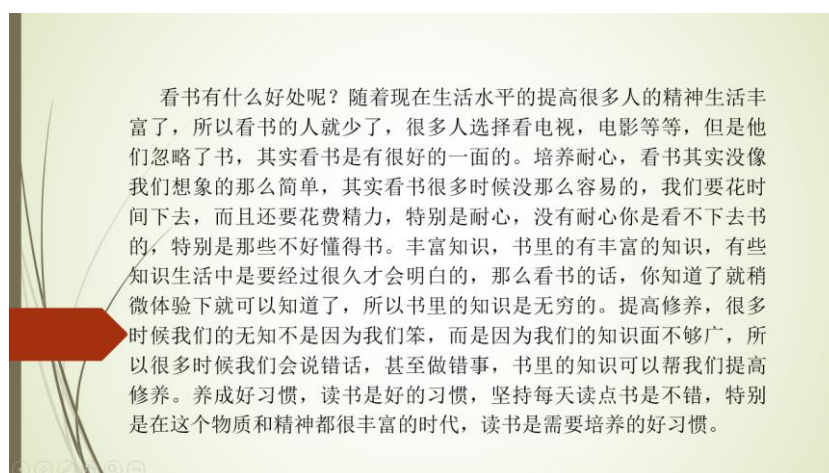 看书有什么好处呢？随着现在生活水平的提高很多人的精神生活丰
富了，所以看书的人就少了，很多人选择看电视，电影等等，但是他
们忽略了书，其实看书是有很好的一面的。培养耐心，看书其实没像
我们想象的那么简单，其实看书很多时候没那么容易的，我们要花时
间下去，而且还要花费精力，特别是耐心，没有耐心你是看不下去书
的，特别是那些不好懂得书。丰富知识，书里的有丰富的知识，有些
知识生活中是要经过很久才会明白的，那么看书的话，你知道了就稍
微体验下就可以知道了，所以书里的知识是无穷的。提高修养，很多
时候我们的无知不是因为我们笨，而是因为我们的知识面不够广，所
以很多时候我们会说错话，甚至做错事，书里的知识可以帮我们提高
修养。养成好习惯，读书是好的习惯，坚持每天读点书是不错，特别
是在这个物质和精神都很丰富的时代，读书是需要培养的好习惯。